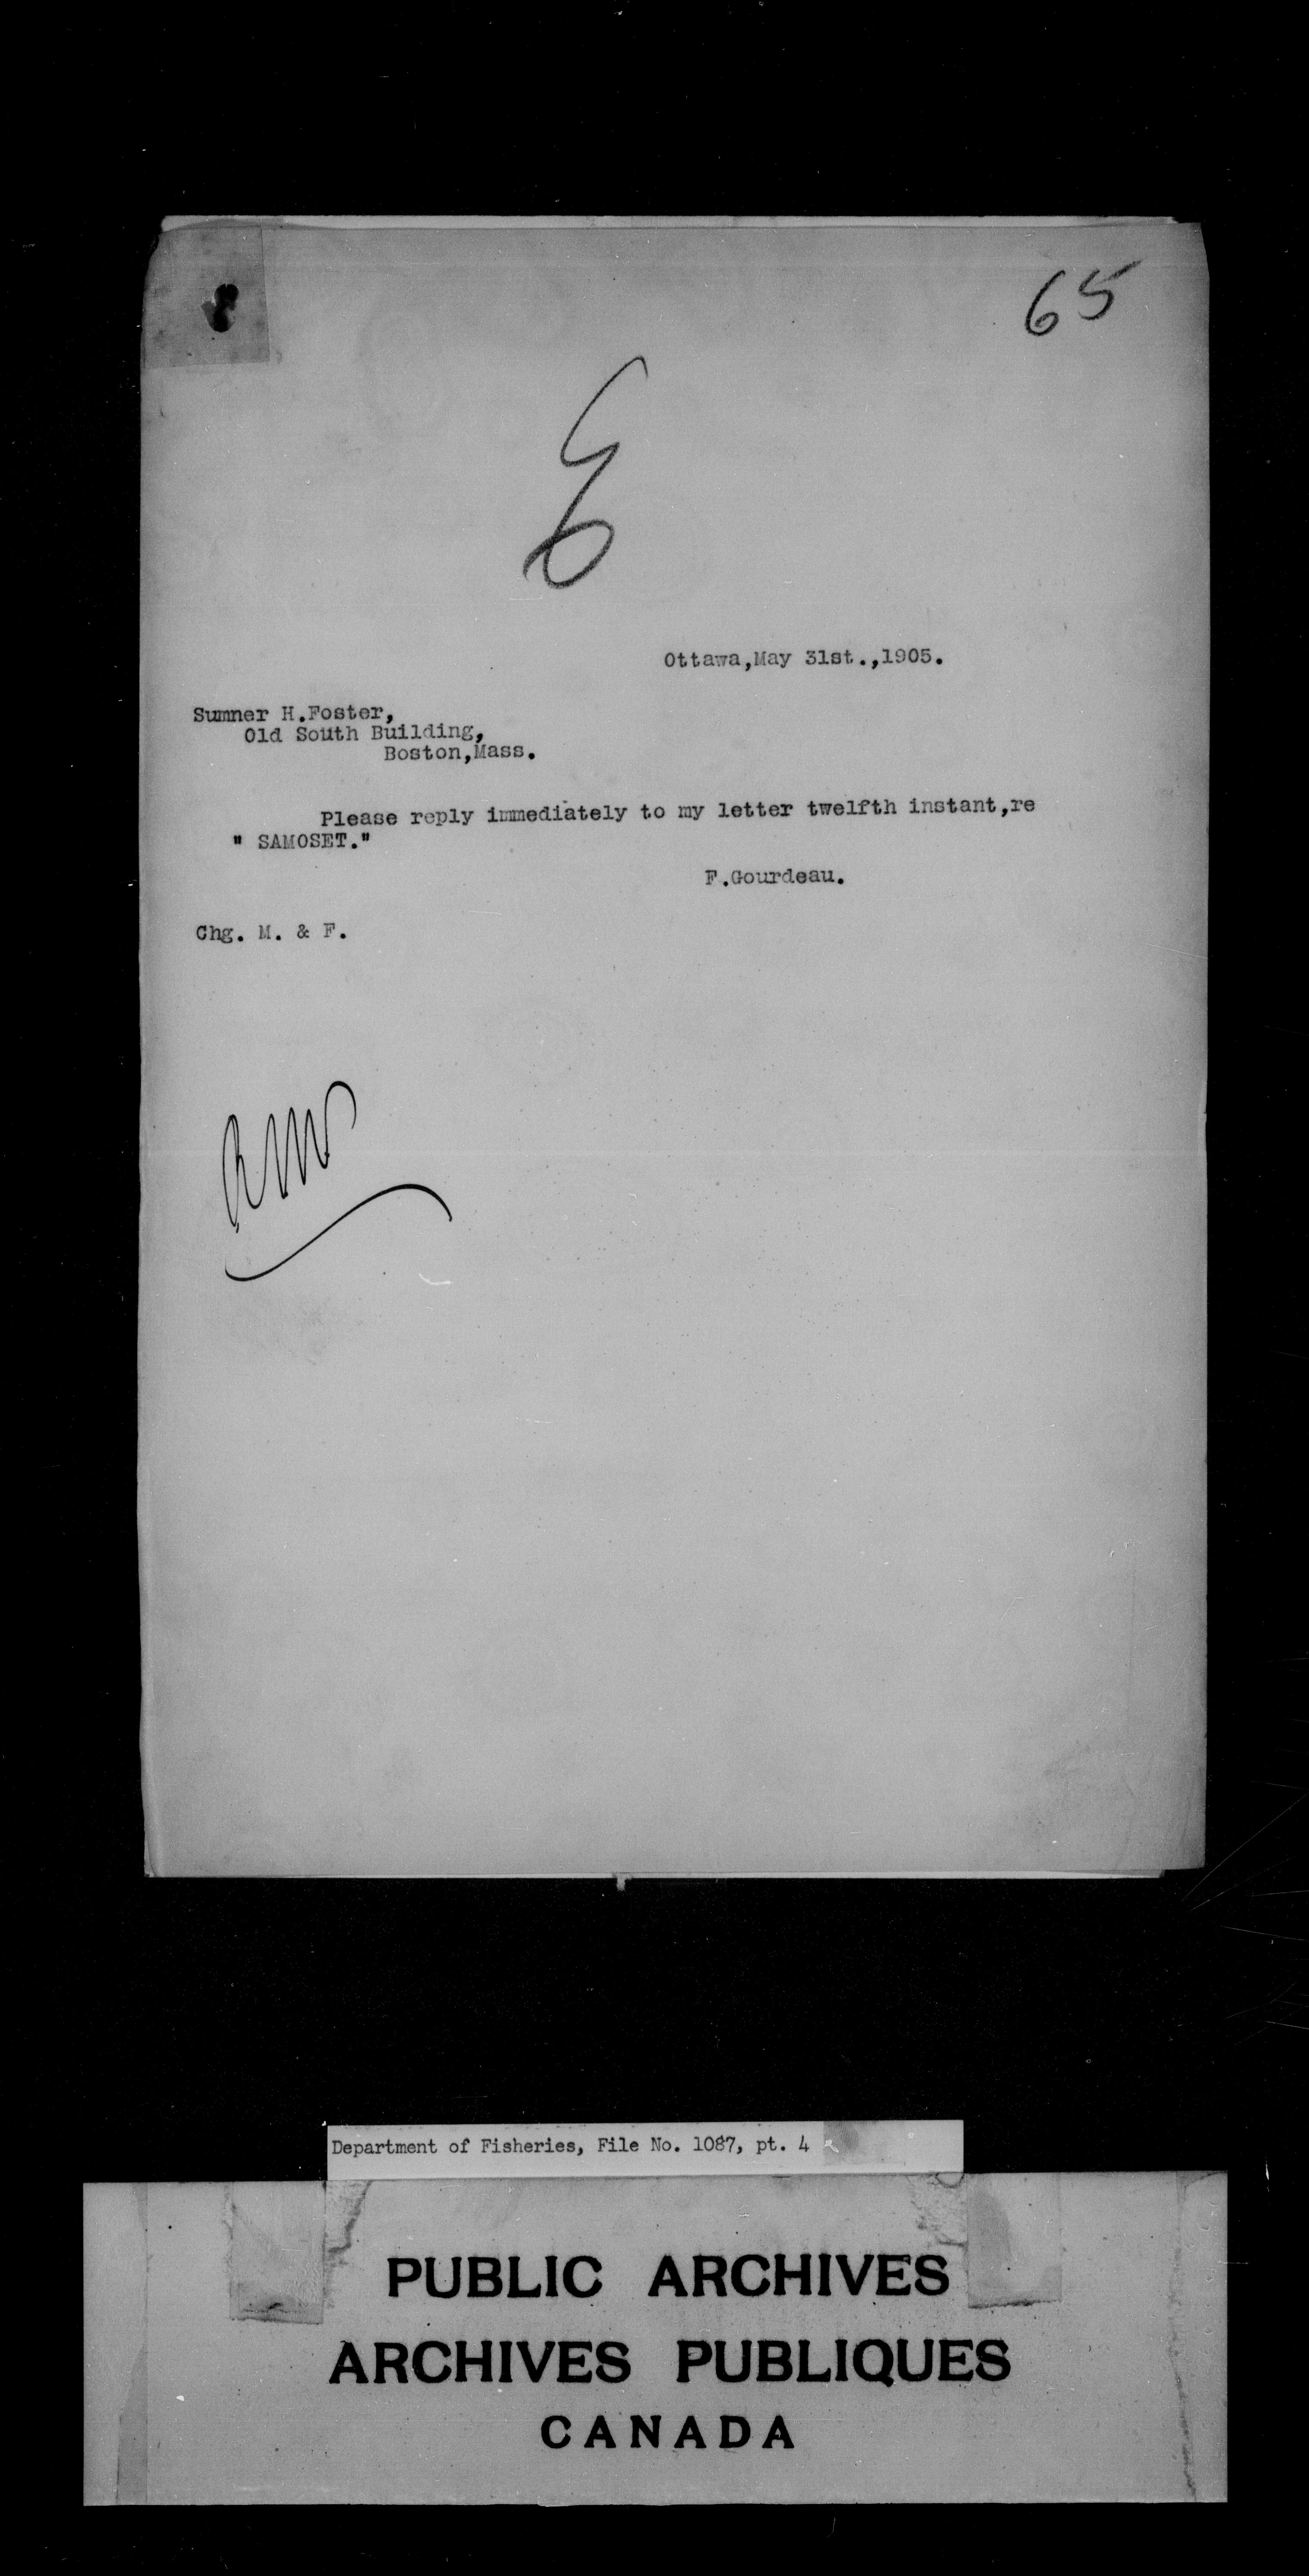 65
E
Ottawa,May 31st.,1905.
Sumner H.Foster,
Old South Building,
Boston,Mass.
Please reply immediately to my letter twelfth instant,re
" SAMOSET."
F.Gourdeau.
Chg. M. & F.
Department of Fisheries, File No. 1087, pt. 4
PUBLIC ARCHIVES
ARCHIVES PUBLIQUES
CANADA